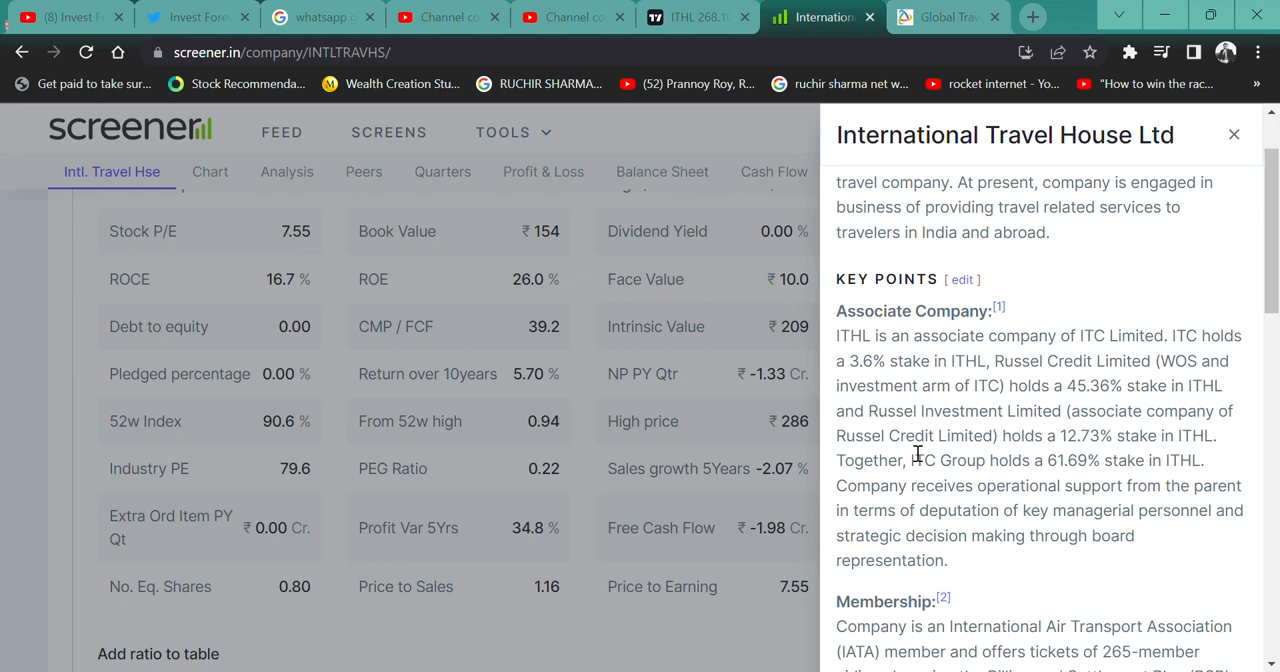 (8) Invest F
Invest Fore
whatsapp g
Channel co
Channel co
ITHL 268.10
Internationa
Global Trav
screener.in/company/INTLTRAVHS/
Get paid to take sur...
Stock Recommenda...
Wealth Creation Stu...
RUCHIR SHARMA...
(52) Prannoy Roy, R...
ruchir sharma net w...
rocket internet - Yo...
"How to win the rac...
»
screener
FEED
SCREENS
TOOLS
Intl. Travel Hse
Chart
Analysis
Peers
Quarters
Profit & Loss
Balance Sheet
Cash Flow
Stock P/E 7.55
Book Value ₹ 154
Dividend Yield 0.00 %
ROCE 16.7 %
ROE 26.0 %
Face Value ₹ 10.0
Debt to equity 0.00
CMP / FCF 39.2
Intrinsic Value ₹ 209
Pledged percentage 0.00 %
Return over 10years 5.70 %
NP PY Qtr ₹ -1.33 Cr.
52w Index 90.6 %
From 52w high 0.94
High price ₹ 286
Industry PE 79.6
PEG Ratio 0.22
Sales growth 5Years -2.07 %
Extra Ord Item PY
Qt
₹ 0.00 Cr.
Profit Var 5Yrs 34.8 %
Free Cash Flow ₹ -1.98 Cr.
No. Eq. Shares 0.80
Price to Sales 1.16
Price to Earning 7.55
Add ratio to table
International Travel House Ltd
travel company. At present, company is engaged in
business of providing travel related services to
travelers in India and abroad.
KEY POINTS [ edit ]
Associate Company:[1]
ITHL is an associate company of ITC Limited. ITC holds
a 3.6% stake in ITHL, Russel Credit Limited (WOS and
investment arm of ITC) holds a 45.36% stake in ITHL
and Russel Investment Limited (associate company of
Russel Credit Limited) holds a 12.73% stake in ITHL.
Together, ITC Group holds a 61.69% stake in ITHL.
Company receives operational support from the parent
in terms of deputation of key managerial personnel and
strategic decision making through board
representation.
Membership:[2]
Company is an International Air Transport Association
(IATA) member and offers tickets of 265-member